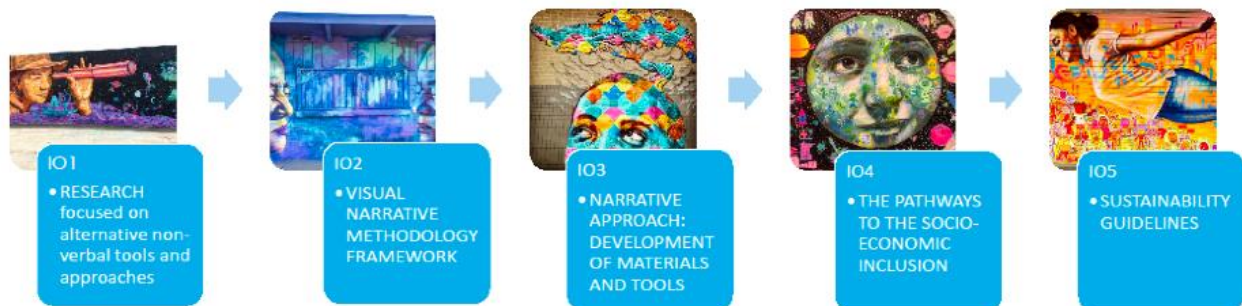 IO1
• RESEARCH
focused on
alternative non-
verbal tools and
approaches
IO2
• VISUAL
NARRATIVE
METHODOLOGY
FRAMEWORK
IO3
• NARRATIVE
APPROACH:
DEVELOPMENT
OF MATERIALS
AND TOOLS
IO4
• THE PATHWAYS
TO THE SOCIO-
ECONOMIC
INCLUSION
IO5
• SUSTAINABILITY
GUIDELINES